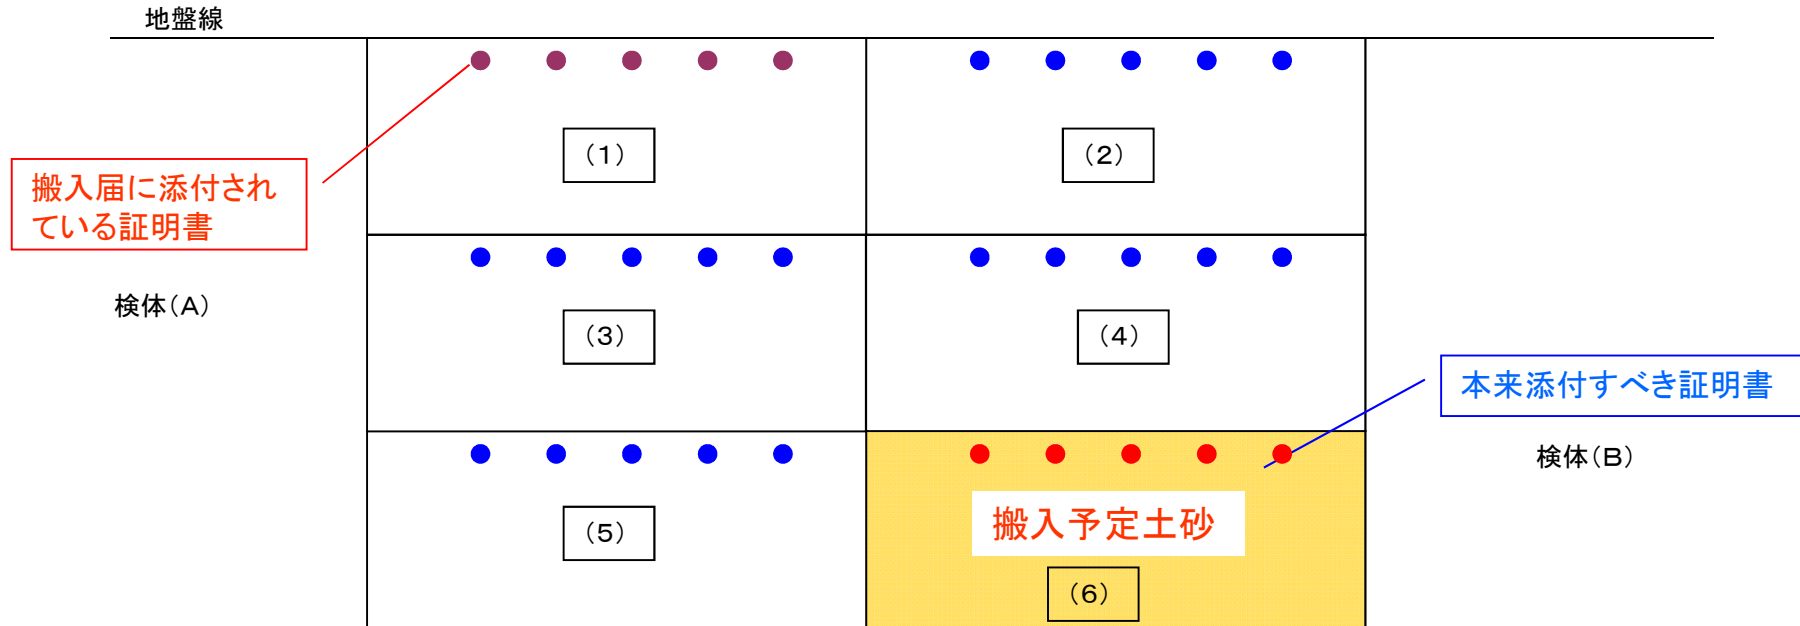 地盤線
(1)
(2)
搬入届に添付され
ている証明書
検体(A)
(3)
(4)
本来添付すべき証明書
検体(B)
(5)
搬入予定土砂
(6)